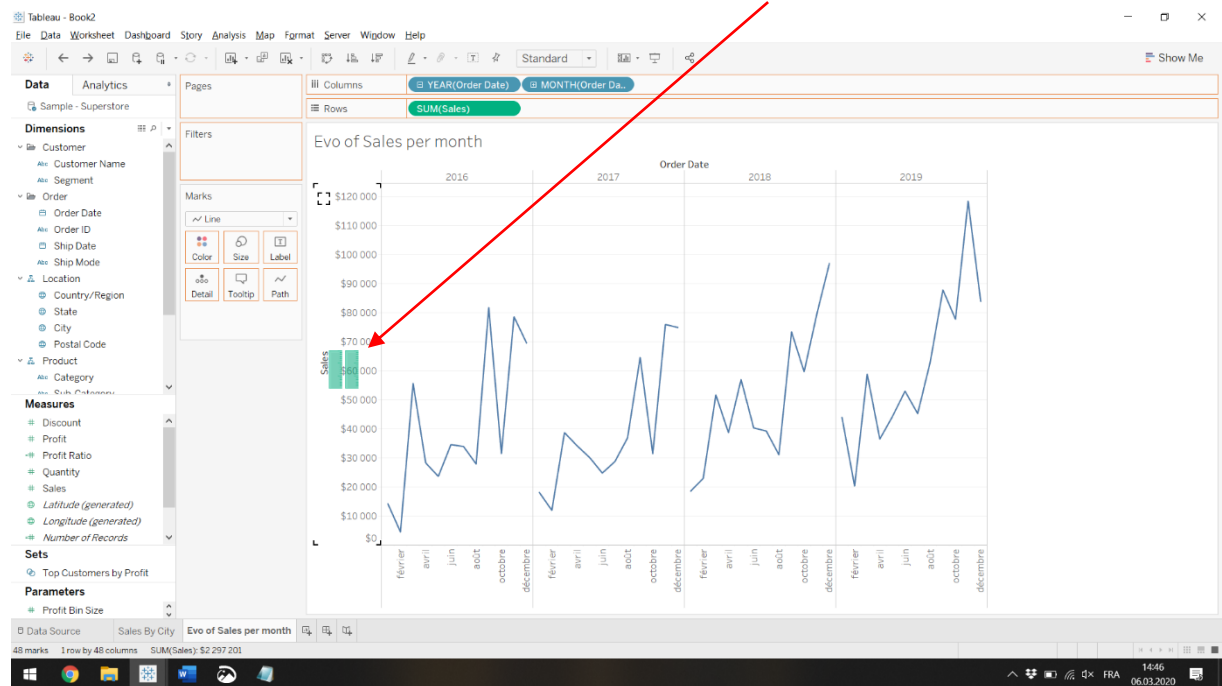 Tableau - Book2
File Data Worksheet Dashboard Story Analysis Map Format Server Window Help
Standard
Show Me
Data Analytics
Sample - Superstore
Dimensions
Customer
Abc Customer Name
Abc Segment
Order
Order Date
Abc Order ID
Ship Date
Abc Ship Mode
Location
Country/Region
State
City
Postal Code
Product
Abc Category
Abc Sub-Category
Measures
# Discount
# Profit
=# Profit Ratio
# Quantity
# Sales
Latitude (generated)
Longitude (generated)
=# Number of Records
Sets
Top Customers by Profit
Parameters
# Profit Bin Size
Pages
Filters
Marks
Line
Color Size Label
Detail Tooltip Path
Columns YEAR(Order Date) MONTH(Order Da..
Rows SUM(Sales)
Evo of Sales per month
Order Date
2016 2017 2018 2019
Sales
$120 000
$110 000
$100 000
$90 000
$80 000
$70 000
$60 000
$50 000
$40 000
$30 000
$20 000
$10 000
$0
février avril juin août octobre décembre février avril juin août octobre décembre février avril juin août octobre décembre février avril juin août octobre décembre
Data Source Sales By City Evo of Sales per month
48 marks 1 row by 48 columns SUM(Sales): $2 297 201
FRA 14:46
06.03.2020